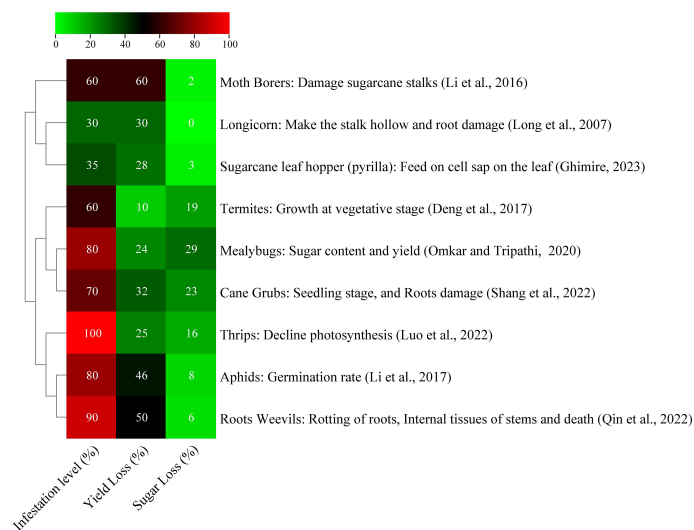 0 20 40 60 80 100
60 60 2 Moth Borers: Damage sugarcane stalks (Li et al., 2016)
30 30 0 Longicorn: Make the stalk hollow and root damage (Long et al., 2007)
35 28 3 Sugarcane leaf hopper (pyrilla): Feed on cell sap on the leaf (Ghimire, 2023)
60 10 19 Termites: Growth at vegetative stage (Deng et al., 2017)
80 24 29 Mealybugs: Sugar content and yield (Omkar and Tripathi, 2020)
70 32 23 Cane Grubs: Seedling stage, and Roots damage (Shang et al., 2022)
100 25 16 Thrips: Decline photosynthesis (Luo et al., 2022)
80 46 8 Aphids: Germination rate (Li et al., 2017)
90 50 6 Roots Weevils: Rotting of roots, Internal tissues of stems and death (Qin et al., 2022)
Infestation level (%)
Yield Loss (%)
Sugar Loss (%)